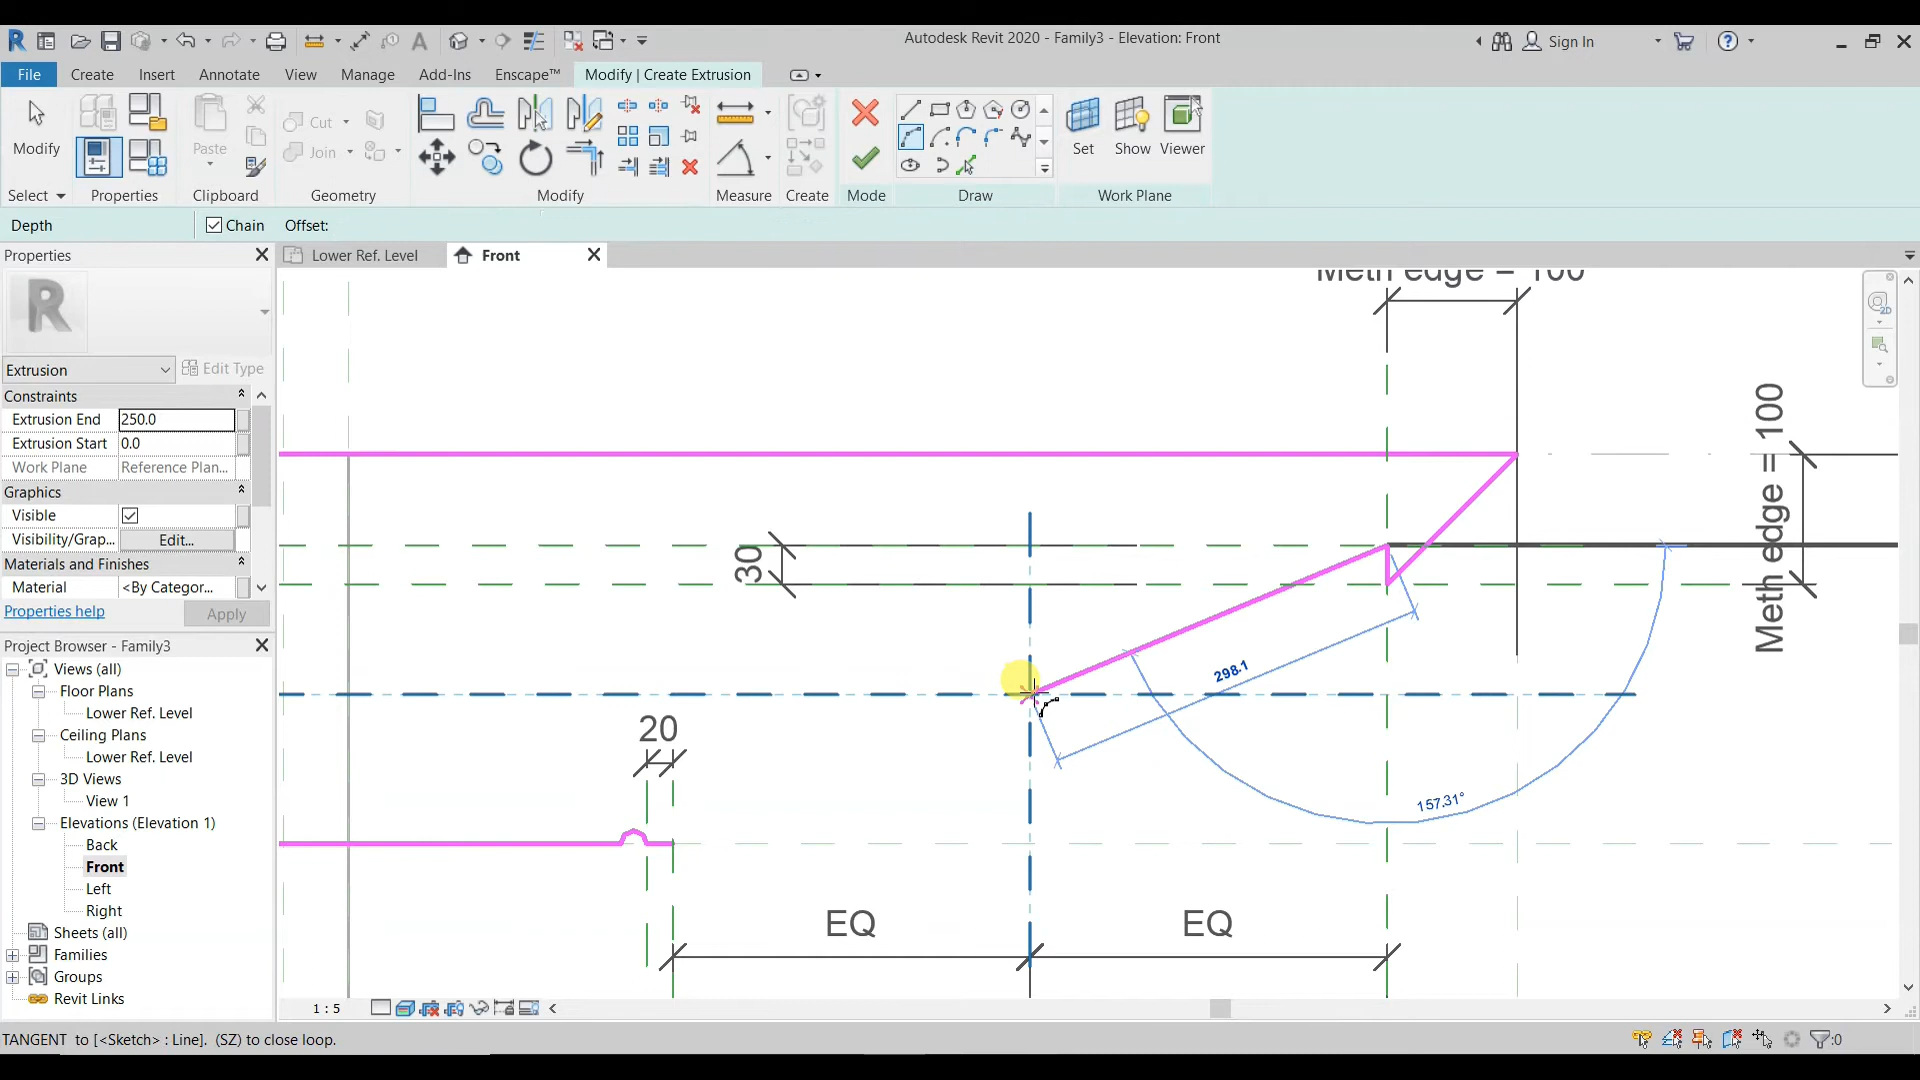 Autodesk Revit 2020 - Family3 - Elevation: Front
Sign In
File Create Insert Annotate View Manage Add-Ins Enscape™ Modify | Create Extrusion
Modify
Paste
Cut
Join
Set Show Viewer
Select Properties Clipboard Geometry Modify Measure Create Mode Draw Work Plane
Depth
Chain
Offset:
Properties
Lower Ref. Level
Front
R
Extrusion
Edit Type
Constraints
Extrusion End 250.0
Extrusion Start 0.0
Work Plane Reference Plan...
Graphics
Visible
Visibility/Grap... Edit...
Materials and Finishes
Material <By Categor...
Properties help
Apply
Project Browser - Family3
Views (all)
Floor Plans
Lower Ref. Level
Ceiling Plans
Lower Ref. Level
3D Views
View 1
Elevations (Elevation 1)
Back
Front
Left
Right
Sheets (all)
Families
Groups
Revit Links
Meth edge = 100
Meth edge = 100
30
298.1
157.31°
20
EQ
EQ
2D
1 : 5
TANGENT to [<Sketch> : Line]. (SZ) to close loop.
:0